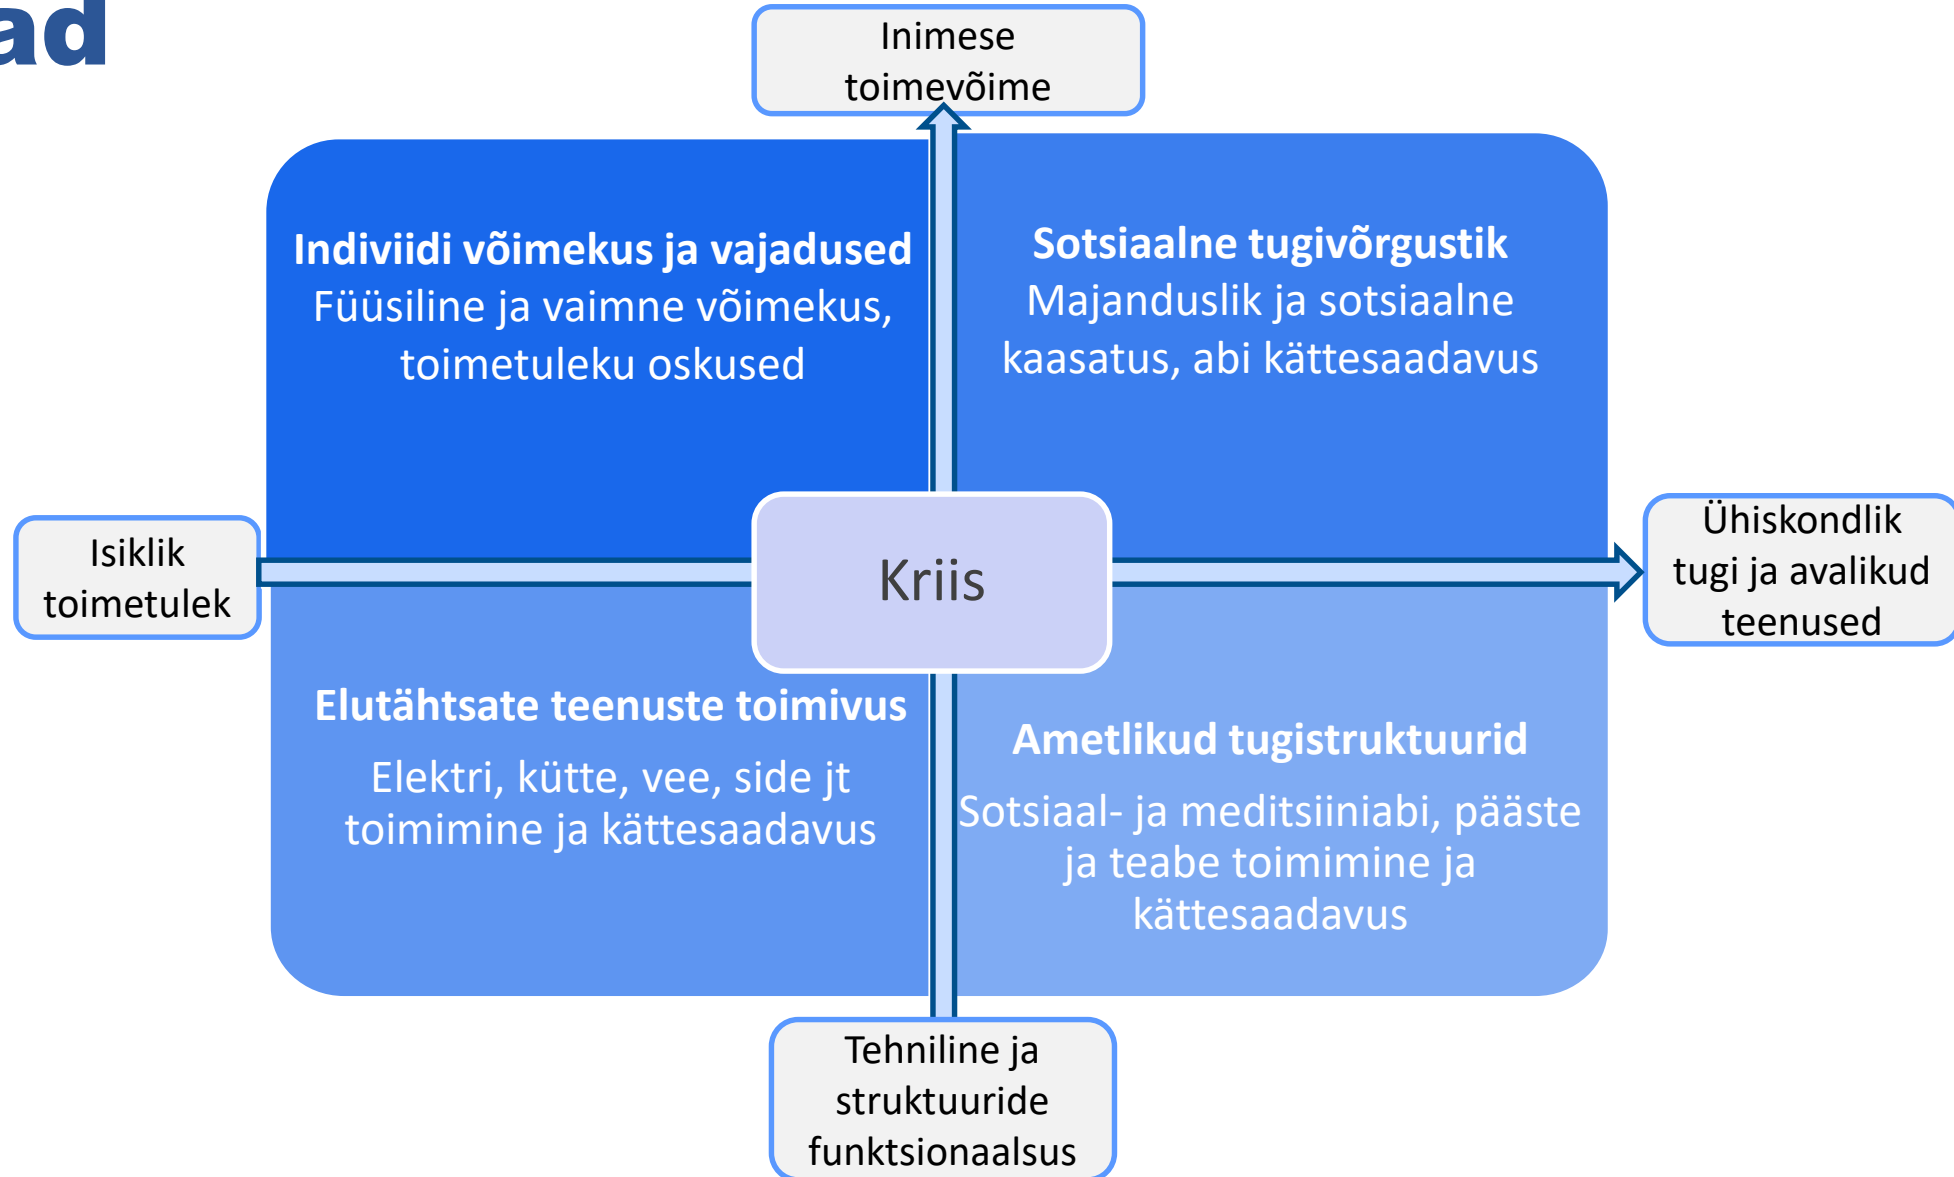 Inimese
toimevõime
Indiviidi võimekus ja vajadused
Füüsiline ja vaimne võimekus,
toimetuleku oskused
Sotsiaalne tugivõrgustik
Majanduslik ja sotsiaalne
kaasatus, abi kättesaadavus
Isiklik
toimetulek
Kriis
Ühiskondlik
tugi ja avalikud
teenused
Elutähtsate teenuste toimivus
Elektri, kütte, vee, side jt
toimimine ja kättesaadavus
Ametlikud tugistruktuurid
Sotsiaal- ja meditsiiniabi, pääste
ja teabe toimimine ja
kättesaadavus
Tehniline ja
struktuuride
funktsionaalsus